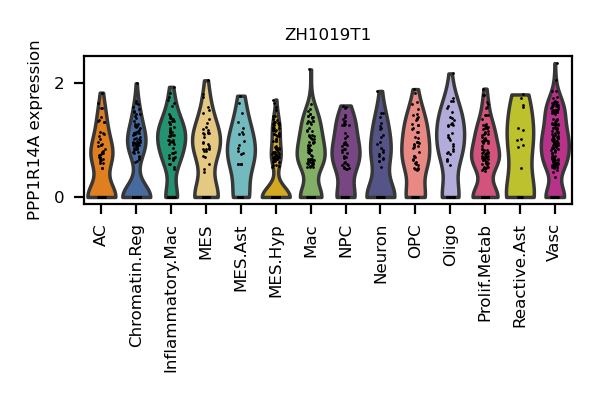 ZH1019T1
PPP1R14A expression
2
0
AC
Chromatin.Reg
Inflammatory.Mac
MES
MES.Ast
MES.Hyp
Mac
NPC
Neuron
OPC
Oligo
Prolif.Metab
Reactive.Ast
Vasc